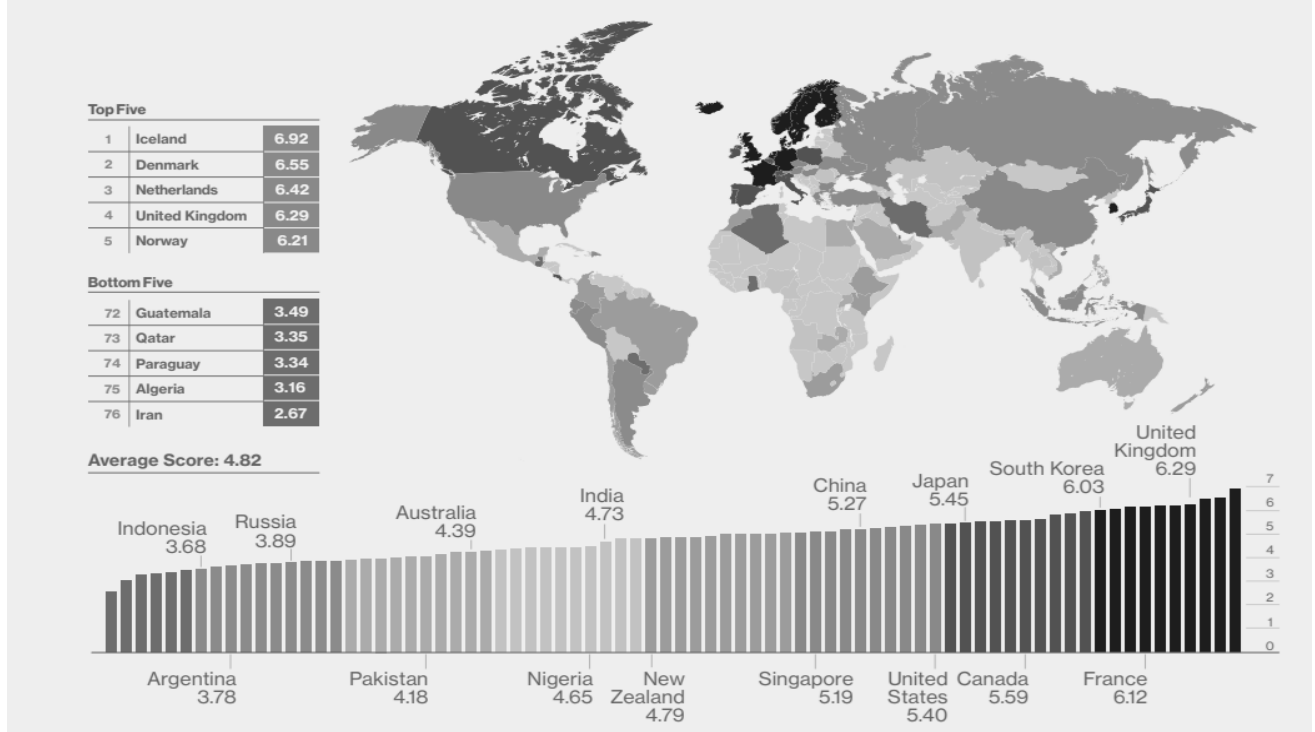 Top Five
1 Iceland 6.92
2 Denmark 6.55
3 Netherlands 6.42
4 United Kingdom 6.29
5 Norway 6.21
Bottom Five
72 Guatemala 3.49
73 Qatar 3.35
74 Paraguay 3.34
75 Algeria 3.16
76 Iran 2.67
Average Score: 4.82
Indonesia
3.68
Russia
3.89
Australia
4.39
India
4.73
China
5.27
Japan
5.45
South Korea
6.03
United
Kingdom
6.29
7
6
5
4
3
2
1
0
Argentina
3.78
Pakistan
4.18
Nigeria
4.65
New
Zealand
4.79
Singapore
5.19
United
States
5.40
Canada
5.59
France
6.12